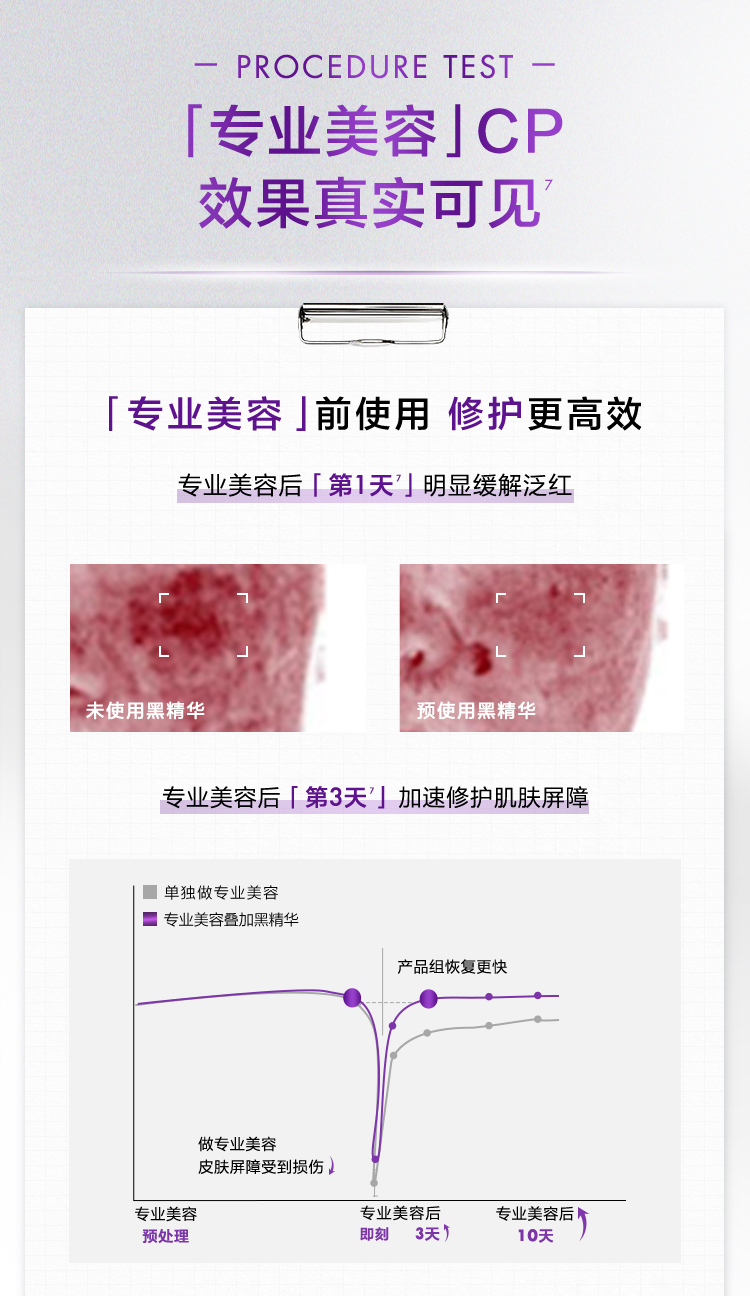 PROCEDURE TEST
「专业美容」CP
效果真实可见7
「专业美容」前使用 修护更高效
专业美容后「第1天7」明显缓解泛红
未使用黑精华
预使用黑精华
专业美容后「第3天7」加速修护肌肤屏障
单独做专业美容
专业美容叠加黑精华
产品组恢复更快
做专业美容
皮肤屏障受到损伤
专业美容
预处理
专业美容后
即刻 3天
专业美容后
10天